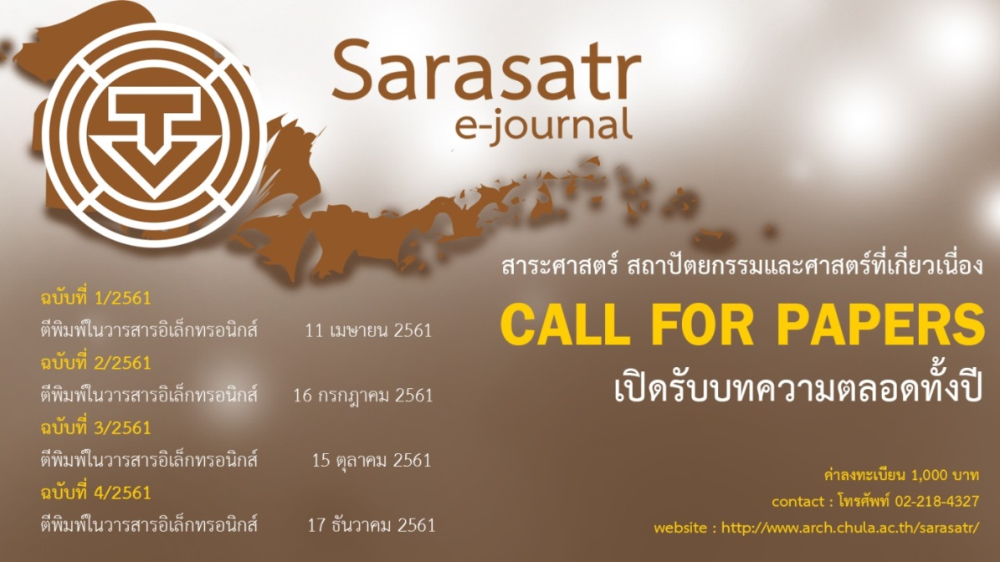 Sarasatr
e-journal
สาระศาสตร์ สถาปัตยกรรมและศาสตร์ที่เกี่ยวเนื่อง
CALL FOR PAPERS
เปิดรับบทความตลอดทั้งปี
ฉบับที่ 1/2561
ตีพิมพ์ในวารสารอิเล็กทรอนิกส์ 11 เมษายน 2561
ฉบับที่ 2/2561
ตีพิมพ์ในวารสารอิเล็กทรอนิกส์ 16 กรกฎาคม 2561
ฉบับที่ 3/2561
ตีพิมพ์ในวารสารอิเล็กทรอนิกส์ 15 ตุลาคม 2561
ฉบับที่ 4/2561
ตีพิมพ์ในวารสารอิเล็กทรอนิกส์ 17 ธันวาคม 2561
ค่าลงทะเบียน 1,000 บาท
contact : โทรศัพท์ 02-218-4327
website : http://www.arch.chula.ac.th/sarasatr/